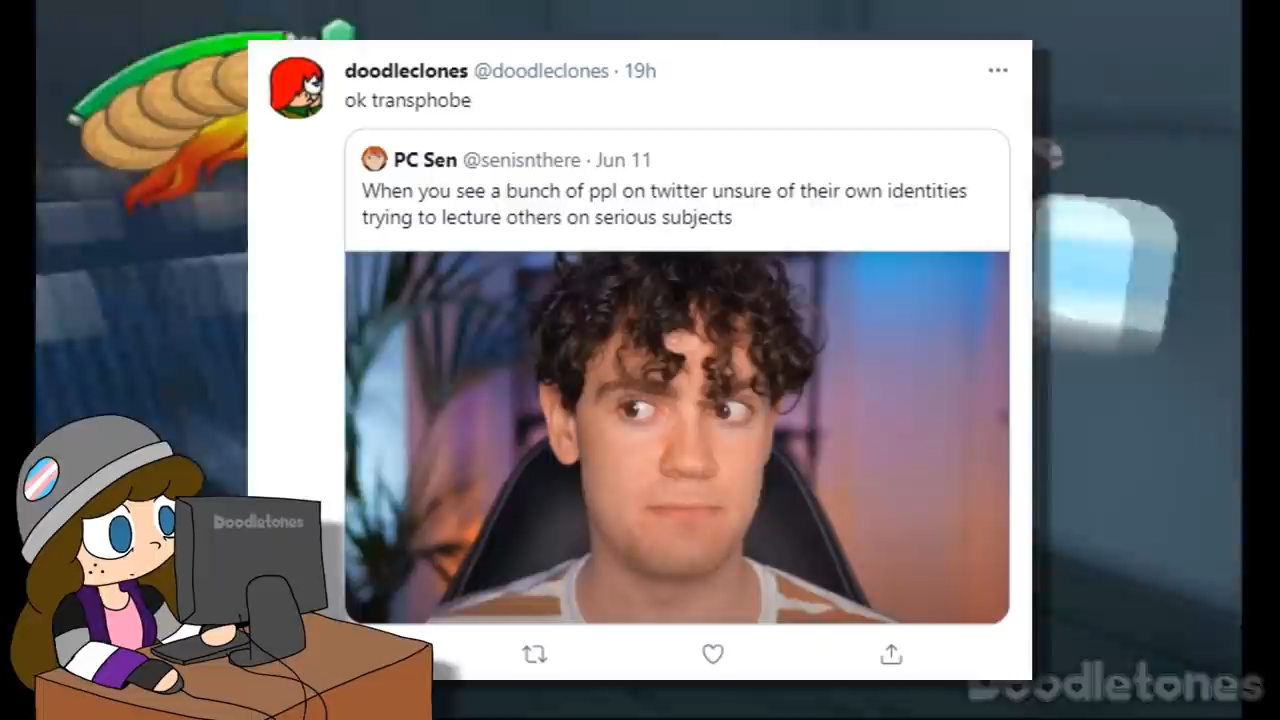 doodleclones @doodleclones · 19h
ok transphobe
PC Sen @senisnthere · Jun 11
When you see a bunch of ppl on twitter unsure of their own identities
trying to lecture others on serious subjects
Doodletones
Doodletones